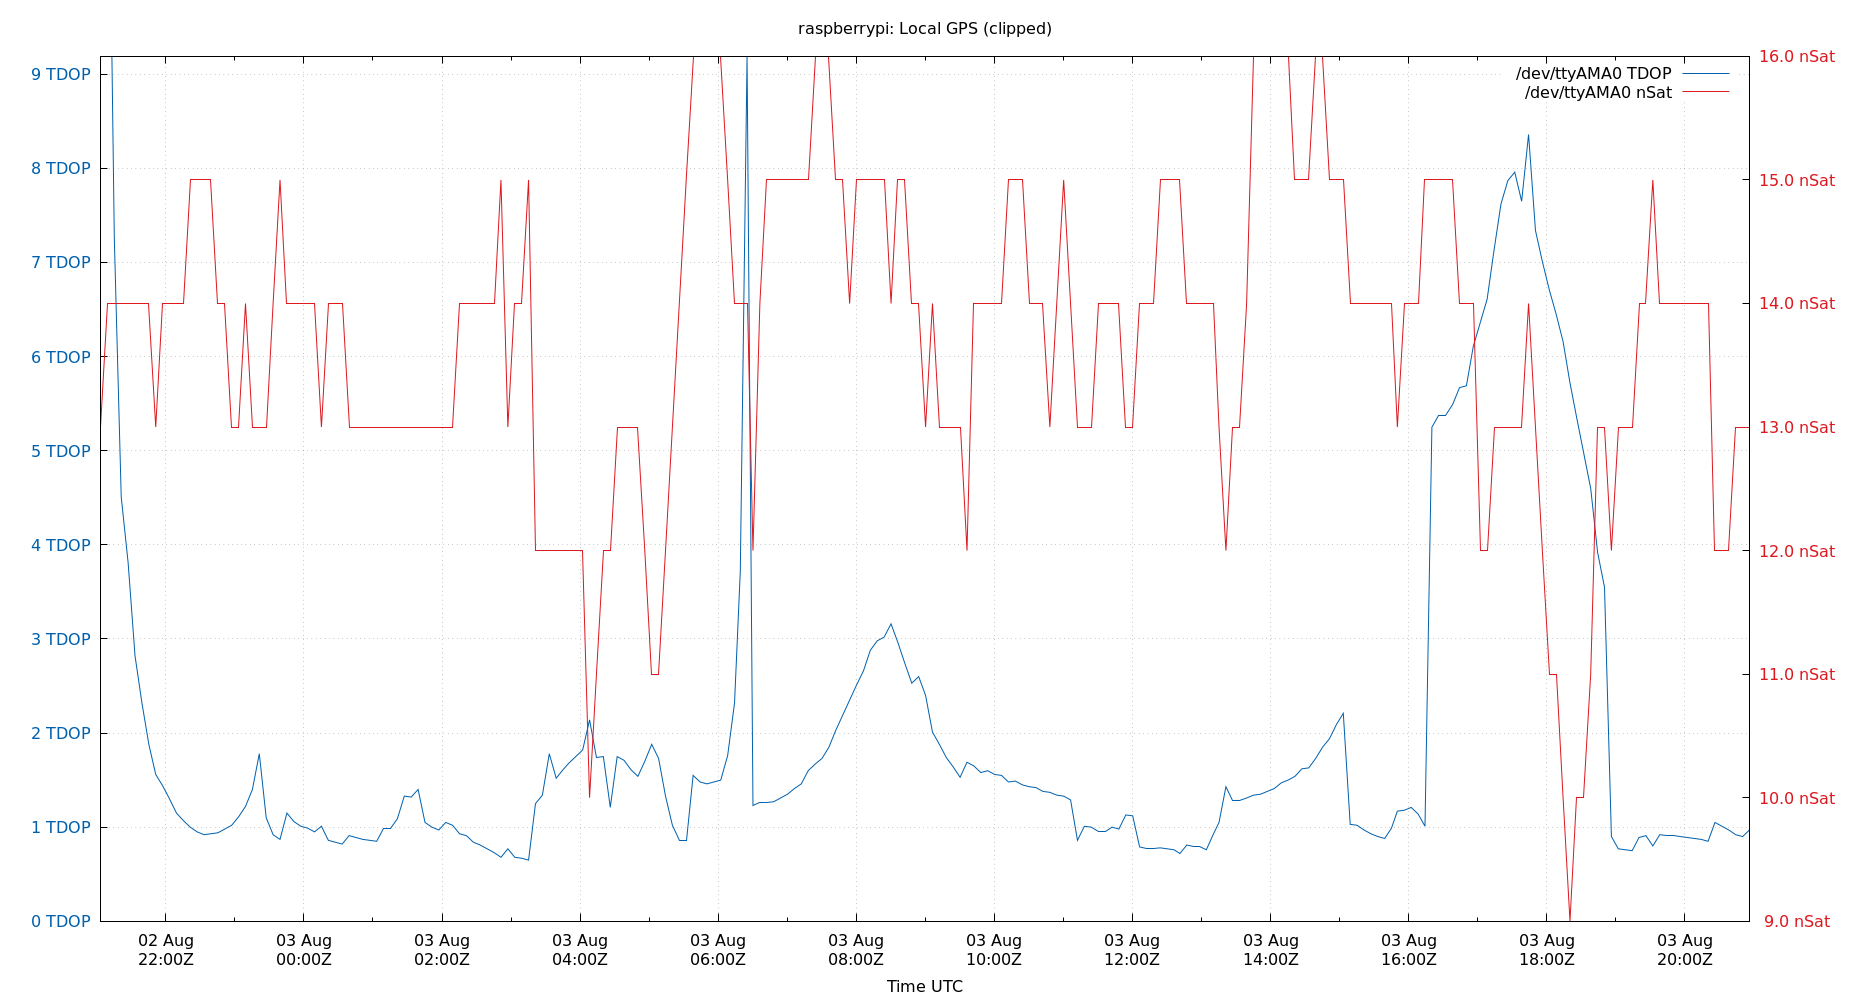 raspberrypi: Local GPS (clipped)
/dev/ttyAMA0 TDOP
/dev/ttyAMA0 nSat
9 TDOP
8 TDOP
7 TDOP
6 TDOP
5 TDOP
4 TDOP
3 TDOP
2 TDOP
1 TDOP
0 TDOP
16.0 nSat
15.0 nSat
14.0 nSat
13.0 nSat
12.0 nSat
11.0 nSat
10.0 nSat
9.0 nSat
02 Aug
22:00Z
03 Aug
00:00Z
03 Aug
02:00Z
03 Aug
04:00Z
03 Aug
06:00Z
03 Aug
08:00Z
03 Aug
10:00Z
03 Aug
12:00Z
03 Aug
14:00Z
03 Aug
16:00Z
03 Aug
18:00Z
03 Aug
20:00Z
Time UTC